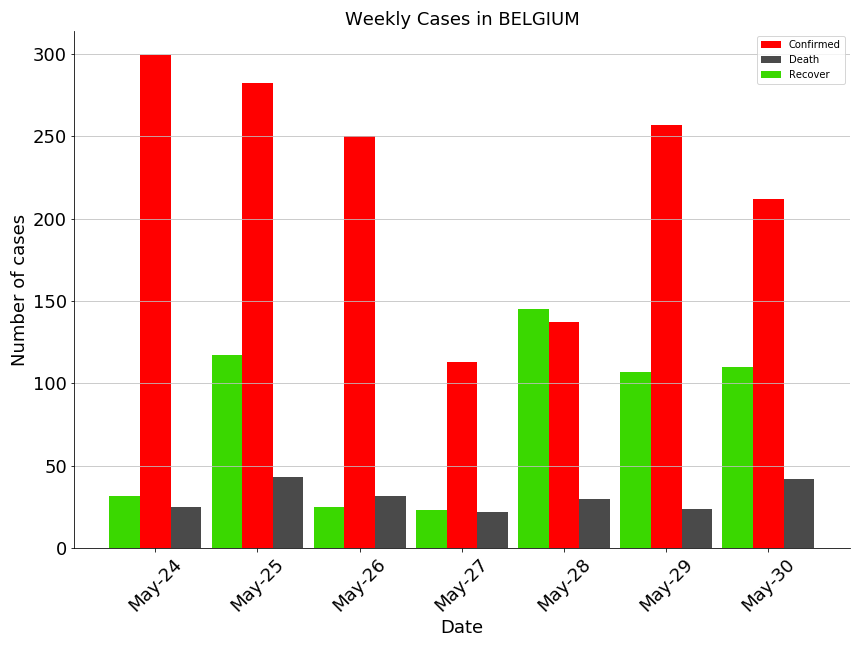 Weekly Cases in BELGIUM
Confirmed
Death
Recover
Number of cases
300
250
200
150
100
50
0
May-24
May-25
May-26
May-27
May-28
May-29
May-30
Date